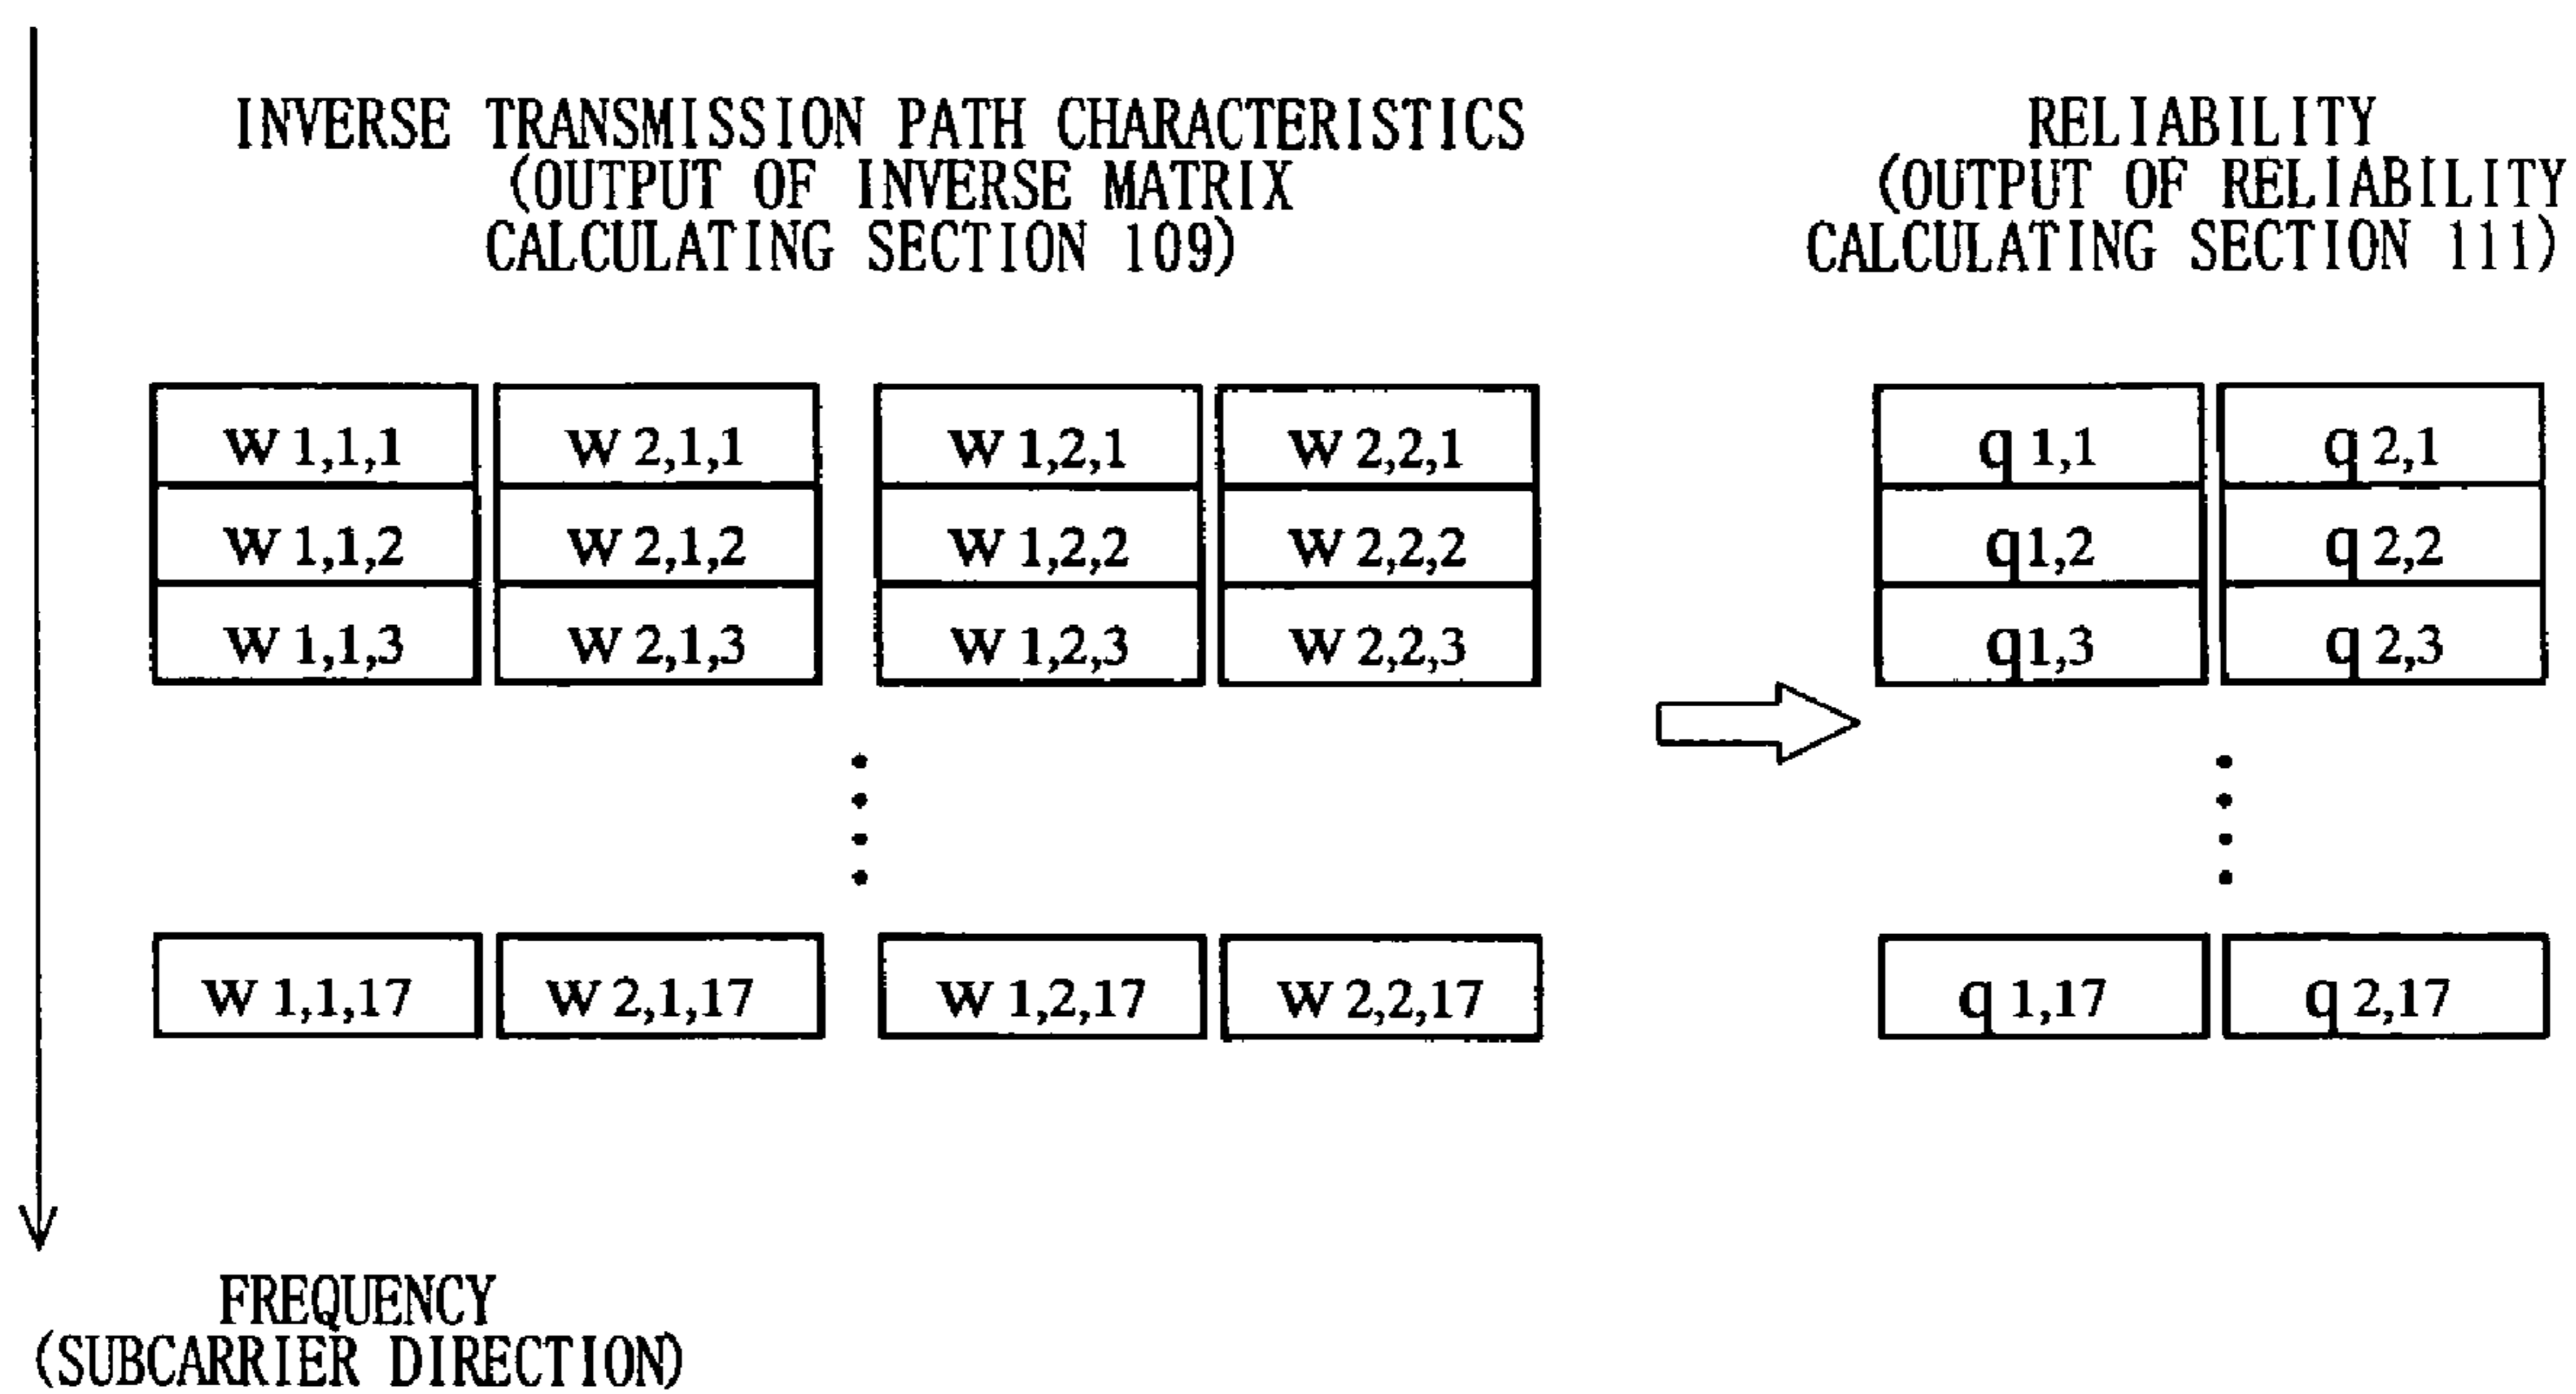 INVERSE TRANSMISSION PATH CHARACTERISTICS
(OUTPUT OF INVERSE MATRIX
CALCULATING SECTION 109)
RELIABILITY
(OUTPUT OF RELIABILITY
CALCULATING SECTION 111)
w 1,1,1 w 2,1,1 w 1,2,1 w 2,2,1 q 1,1 q 2,1
w 1,1,2 w 2,1,2 w 1,2,2 w 2,2,2 q1,2 q 2,2
w 1,1,3 w 2,1,3 w 1,2,3 w 2,2,3 q1,3 q 2,3
w 1,1,17 w 2,1,17 w 1,2,17 w 2,2,17 q 1,17 q 2,17
FREQUENCY
(SUBCARRIER DIRECTION)